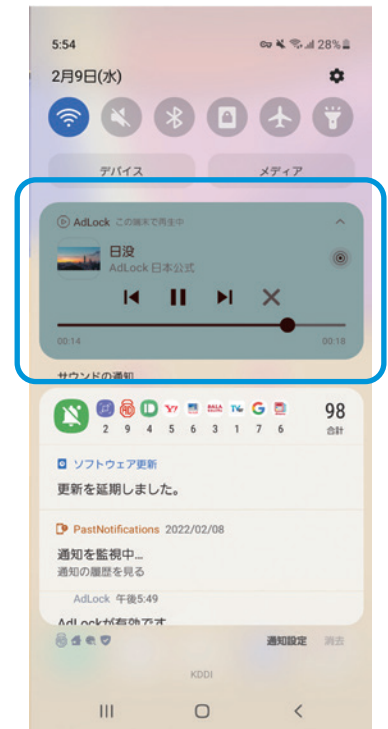 5:54 28%
2月9日(水)
デバイス メディア
AdLock この端末で再生中
日没
AdLock 日本公式
00:14 00:18
サウンドの通知
98
2 9 4 5 6 3 1 7 6 合計
ソフトウェア更新
更新を延期しました。
PastNotifications 2022/02/08
通知を監視中...
通知の履歴を見る
AdLock 午後5:49
AdLockが有効です
通知設定 消去
KDDI